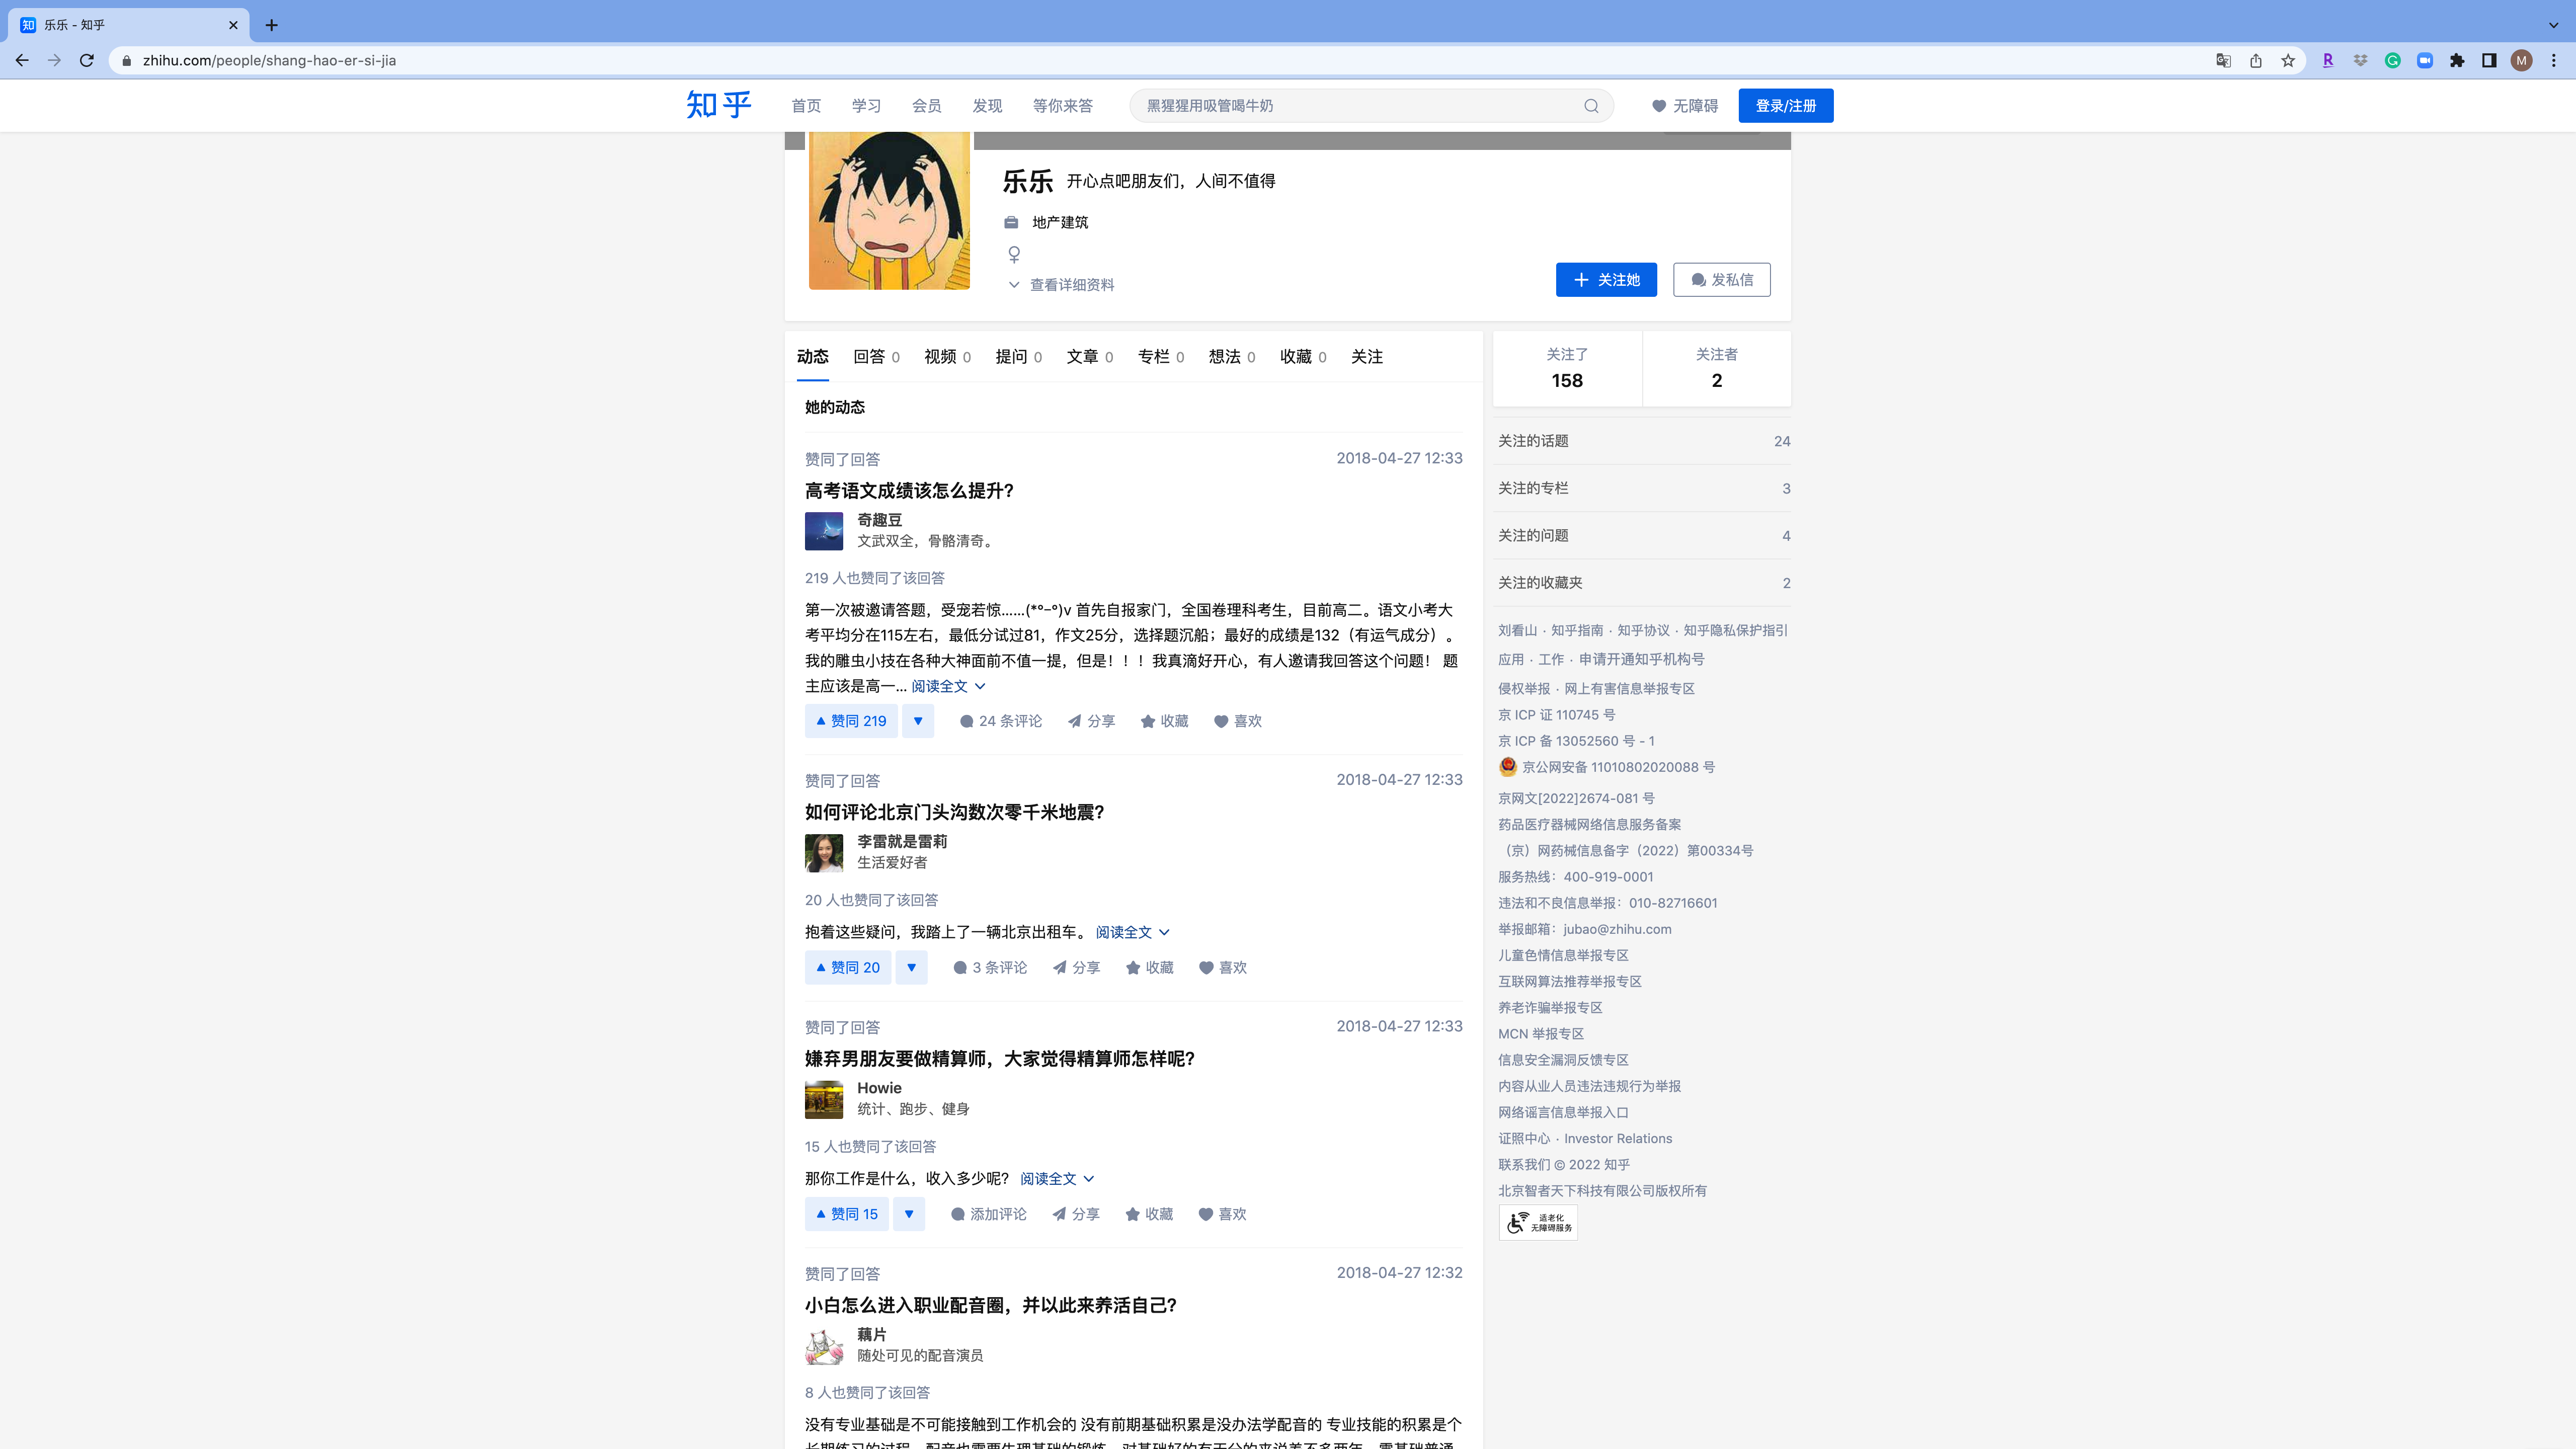 乐乐 - 知乎
zhihu.com/people/shang-hao-er-si-jia
M
知乎 首页 学习 会员 发现 等你来答 黑猩猩用吸管喝牛奶 无障碍 登录/注册
乐乐 开心点吧朋友们，人间不值得
地产建筑
查看详细资料
关注她 发私信
动态 回答 0 视频 0 提问 0 文章 0 专栏 0 想法 0 收藏 0 关注
她的动态
赞同了回答 2018-04-27 12:33
高考语文成绩该怎么提升？
奇趣豆
文武双全，骨骼清奇。
219 人也赞同了该回答
第一次被邀请答题，受宠若惊……(*°–°)v 首先自报家门，全国卷理科考生，目前高二。语文小考大
考平均分在115左右，最低分试过81，作文25分，选择题沉船；最好的成绩是132（有运气成分）。
我的雕虫小技在各种大神面前不值一提，但是！！！我真滴好开心，有人邀请我回答这个问题！ 题
主应该是高一... 阅读全文
赞同 219 24 条评论 分享 收藏 喜欢
赞同了回答 2018-04-27 12:33
如何评论北京门头沟数次零千米地震？
李雷就是雷莉
生活爱好者
20 人也赞同了该回答
抱着这些疑问，我踏上了一辆北京出租车。 阅读全文
赞同 20 3 条评论 分享 收藏 喜欢
赞同了回答 2018-04-27 12:33
嫌弃男朋友要做精算师，大家觉得精算师怎样呢？
Howie
统计、跑步、健身
15 人也赞同了该回答
那你工作是什么，收入多少呢？ 阅读全文
赞同 15 添加评论 分享 收藏 喜欢
赞同了回答 2018-04-27 12:32
小白怎么进入职业配音圈，并以此来养活自己？
藕片
随处可见的配音演员
8 人也赞同了该回答
没有专业基础是不可能接触到工作机会的 没有前期基础积累是没办法学配音的 专业技能的积累是个
关注了 关注者
158 2
关注的话题 24
关注的专栏 3
关注的问题 4
关注的收藏夹 2
刘看山 · 知乎指南 · 知乎协议 · 知乎隐私保护指引
应用 · 工作 · 申请开通知乎机构号
侵权举报 · 网上有害信息举报专区
京 ICP 证 110745 号
京 ICP 备 13052560 号 - 1
京公网安备 11010802020088 号
京网文[2022]2674-081 号
药品医疗器械网络信息服务备案
（京）网药械信息备字（2022）第00334号
服务热线：400-919-0001
违法和不良信息举报：010-82716601
举报邮箱：jubao@zhihu.com
儿童色情信息举报专区
互联网算法推荐举报专区
养老诈骗举报专区
MCN 举报专区
信息安全漏洞反馈专区
内容从业人员违法违规行为举报
网络谣言信息举报入口
证照中心 · Investor Relations
联系我们 © 2022 知乎
北京智者天下科技有限公司版权所有
适老化
无障碍服务